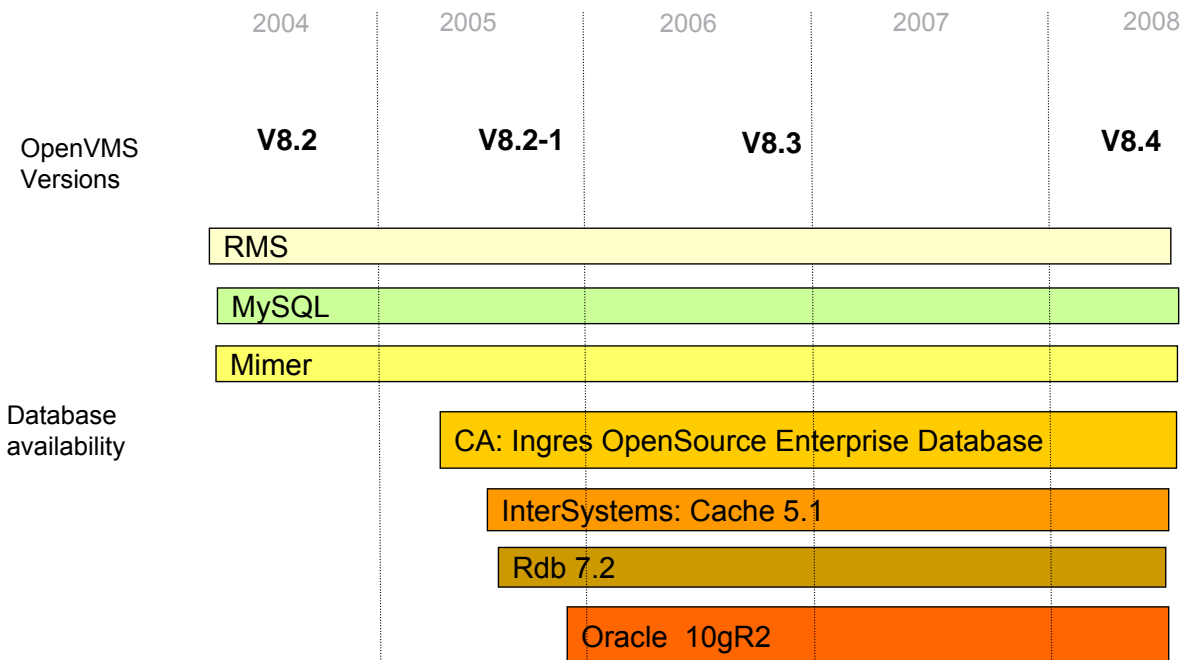 2004 2005 2006 2007 2008
V8.2 V8.2-1 V8.3 V8.4
OpenVMS
Versions
RMS
MySQL
Mimer
Database
availability
CA: Ingres OpenSource Enterprise Database
InterSystems: Cache 5.1
Rdb 7.2
Oracle 10gR2